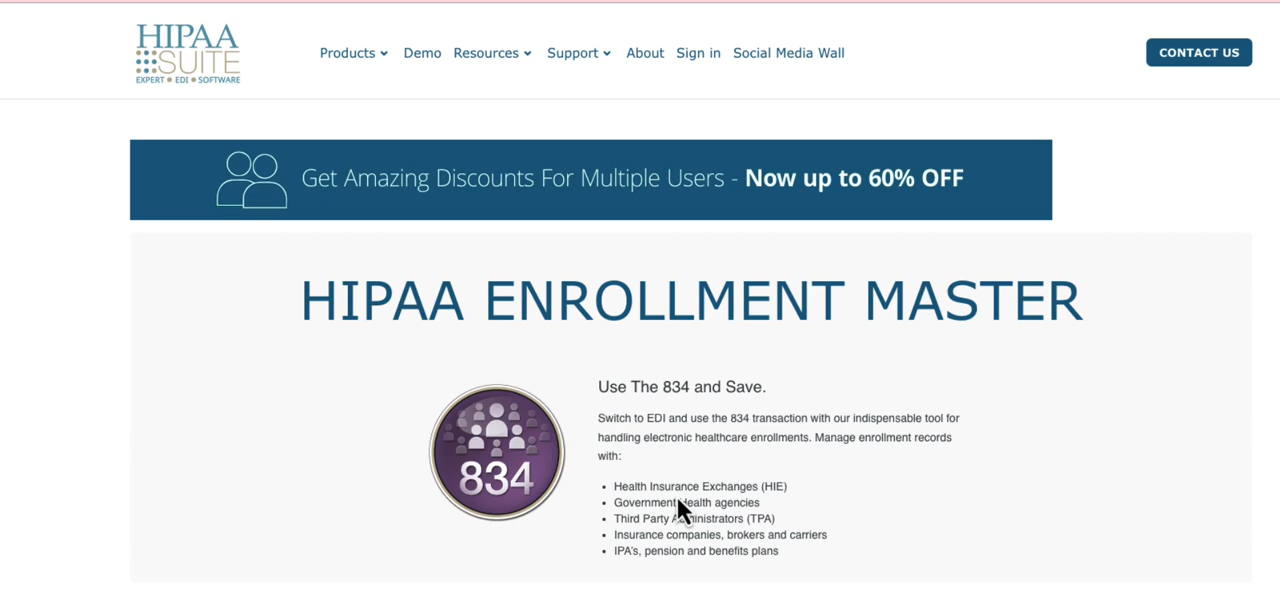 HIPAA
SUITE
EXPERT • EDI • SOFTWARE
Products Demo Resources Support About Sign in Social Media Wall
CONTACT US
Get Amazing Discounts For Multiple Users - Now up to 60% OFF
HIPAA ENROLLMENT MASTER
834
Use The 834 and Save.
Switch to EDI and use the 834 transaction with our indispensable tool for
handling electronic healthcare enrollments. Manage enrollment records
with:
• Health Insurance Exchanges (HIE)
• Government Health agencies
• Third Party Administrators (TPA)
• Insurance companies, brokers and carriers
• IPA's, pension and benefits plans